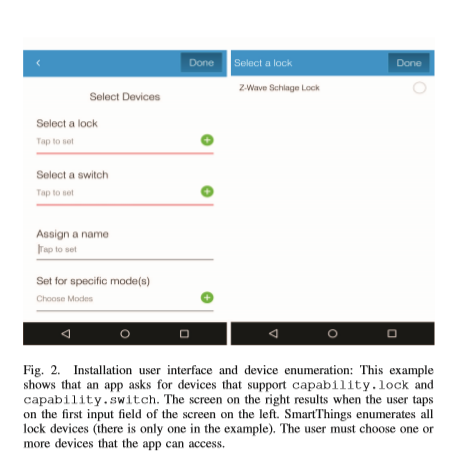 Done
Select Devices
Select a lock
Tap to set
Select a switch
Tap to set
Assign a name
Tap to set
Set for specific mode(s)
Choose Modes
Select a lock
Done
Z-Wave Schlage Lock
Fig. 2. Installation user interface and device enumeration: This example
shows that an app asks for devices that support capability.lock and
capability.switch. The screen on the right results when the user taps
on the first input field of the screen on the left. SmartThings enumerates all
lock devices (there is only one in the example). The user must choose one or
more devices that the app can access.